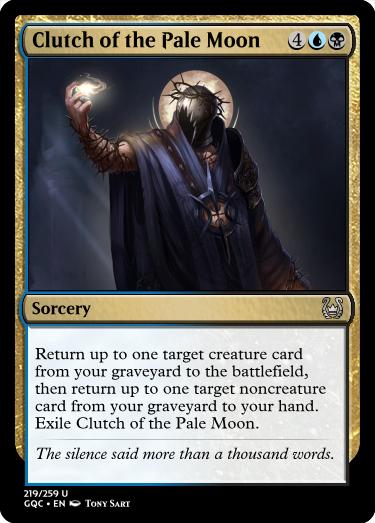 Clutch of the Pale Moon 4
Sorcery
Return up to one target creature card
from your graveyard to the battlefield,
then return up to one target noncreature
card from your graveyard to your hand.
Exile Clutch of the Pale Moon.
The silence said more than a thousand words.
219/259 U
GQC • EN Tony Sart